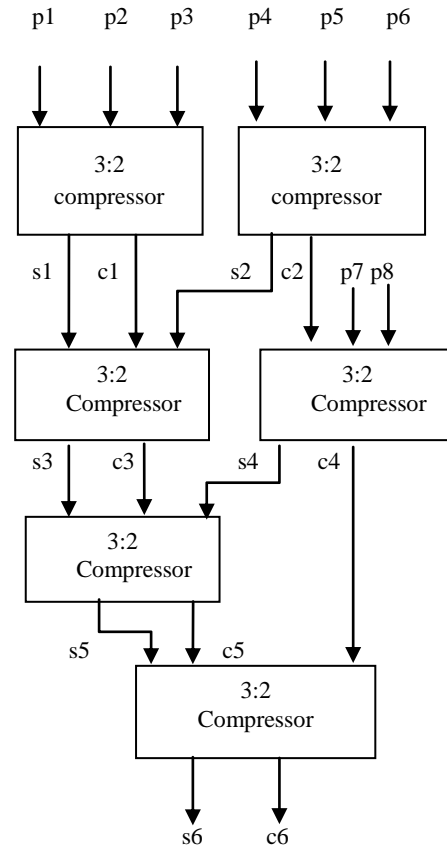 p1 p2 p3 p4 p5 p6
3:2
compressor
3:2
compressor
s1 c1 s2 c2 p7 p8
3:2
Compressor
3:2
Compressor
s3 c3 s4 c4
3:2
Compressor
s5 c5
3:2
Compressor
s6 c6